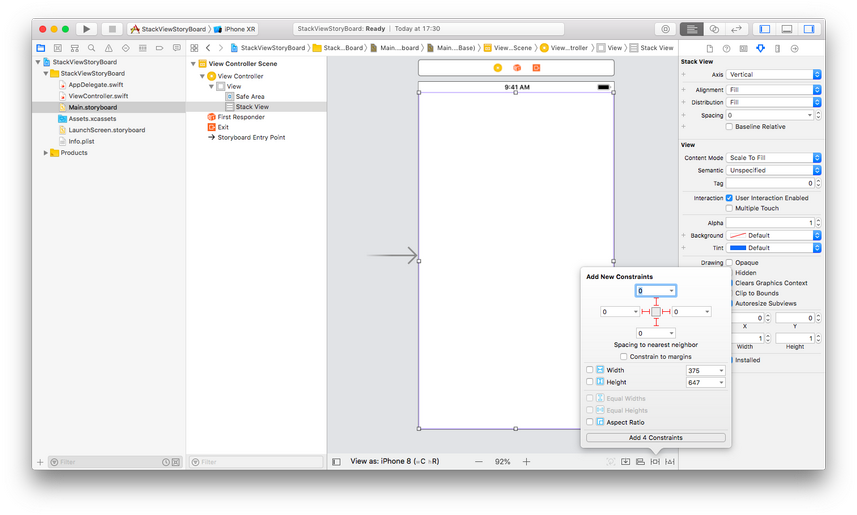 StackViewStoryBoard
iPhone XR
StackViewStoryBoard: Ready
Today at 17:30
StackViewStoryBoard
Stack...Board
Main....board
Main....Base)
View...Scene
View...troller
View
Stack View
StackViewStoryBoard
StackViewStoryBoard
AppDelegate.swift
ViewController.swift
Main.storyboard
Assets.xcassets
LaunchScreen.storyboard
Info.plist
Products
Filter
View Controller Scene
View Controller
View
Safe Area
Stack View
First Responder
Exit
Storyboard Entry Point
Filter
9:41 AM
View as: iPhone 8 (wC hR)
92%
Add New Constraints
0
0
0
0
Spacing to nearest neighbor
Constrain to margins
Width 375
Height 647
Equal Widths
Equal Heights
Aspect Ratio
Add 4 Constraints
Stack View
Axis Vertical
Alignment Fill
Distribution Fill
Spacing 0
Baseline Relative
View
Content Mode Scale To Fill
Semantic Unspecified
Tag 0
Interaction User Interaction Enabled
Multiple Touch
Alpha 1
Background Default
Tint Default
Drawing Opaque
Hidden
Clears Graphics Context
Clip to Bounds
Autoresize Subviews
0 0
X Y
1 1
Width Height
Installed